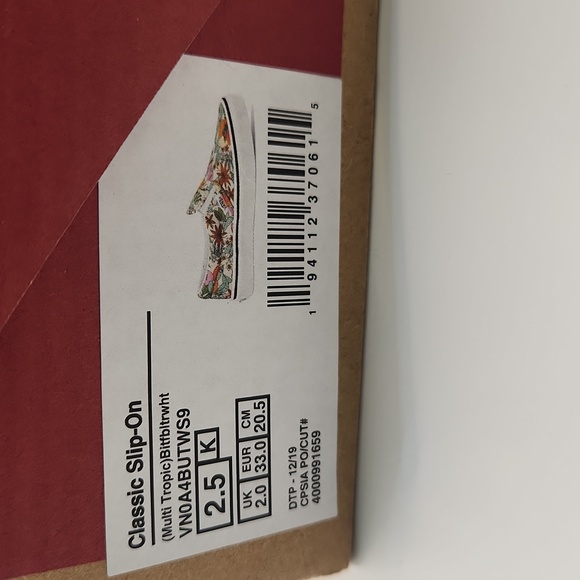 Classic Slip-On
(Multi Tropic)Bittbltrwht
VN0A4BUTWS9
2.5 K
UK EUR CM
2.0 33.0 20.5
DTP - 12/19
CPSIA PO/CUT#
4000991659
1 94112 37061 5